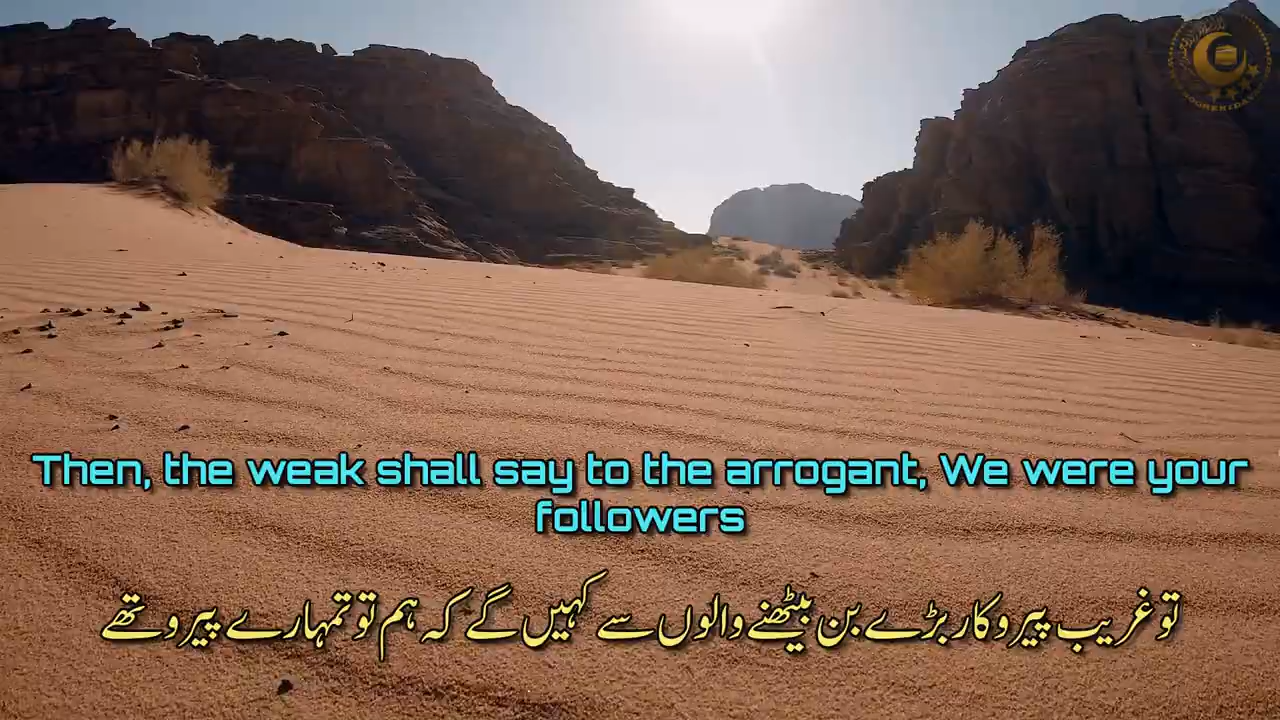 Then, the weak shall say to the arrogant, We were your
followers
تو غریب پیروکار بڑے بن بیٹھنے والوں سے کہیں گے کہ ہم تو تمہارے پیرو تھے